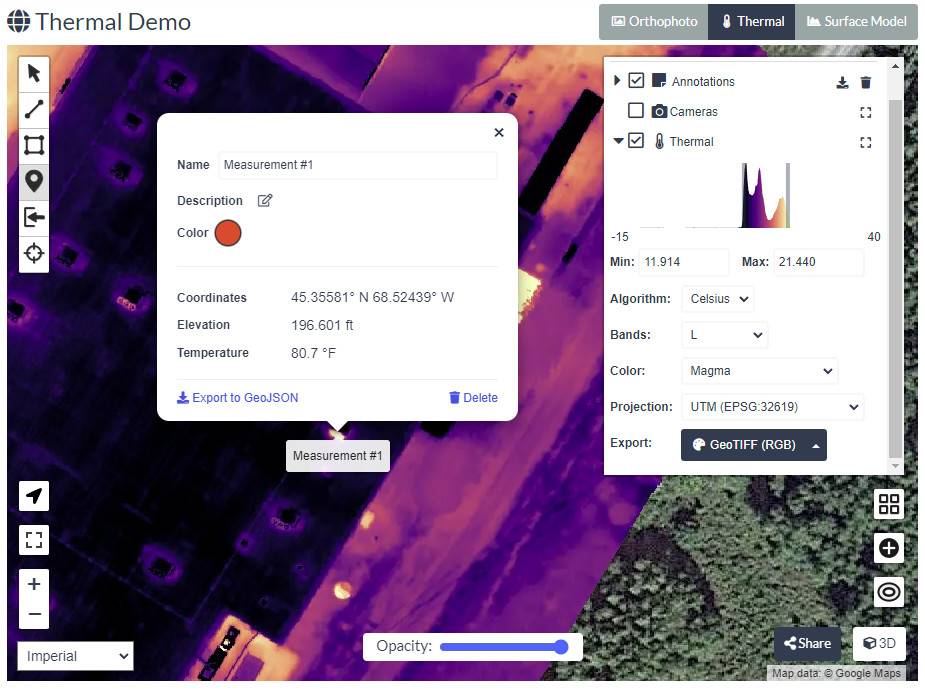 Thermal Demo
Orthophoto Thermal Surface Model
Annotations
Cameras
Thermal
-15 40
Min: 11.914 Max: 21.440
Algorithm: Celsius
Bands: L
Color: Magma
Projection: UTM (EPSG:32619)
Export: GeoTIFF (RGB)
Name Measurement #1
Description
Color
Coordinates 45.35581° N 68.52439° W
Elevation 196.601 ft
Temperature 80.7 °F
Export to GeoJSON Delete
Measurement #1
+
−
Imperial
Opacity:
Share 3D
Map data: © Google Maps